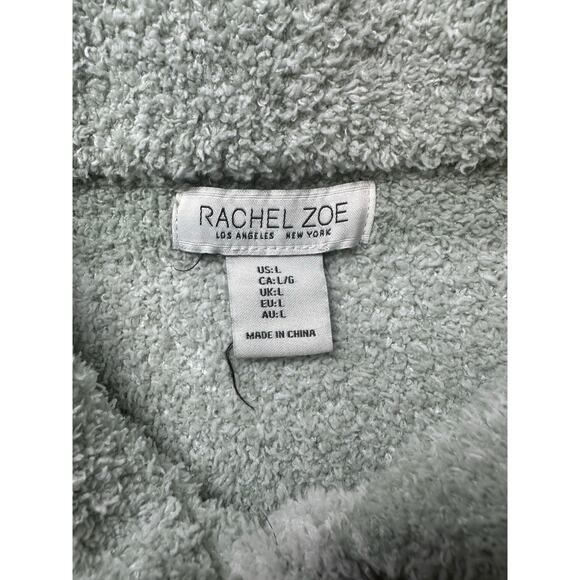 RACHEL ZOE
LOS ANGELES NEW YORK
US:L
CA:L/G
UK:L
EU:L
AU:L
MADE IN CHINA